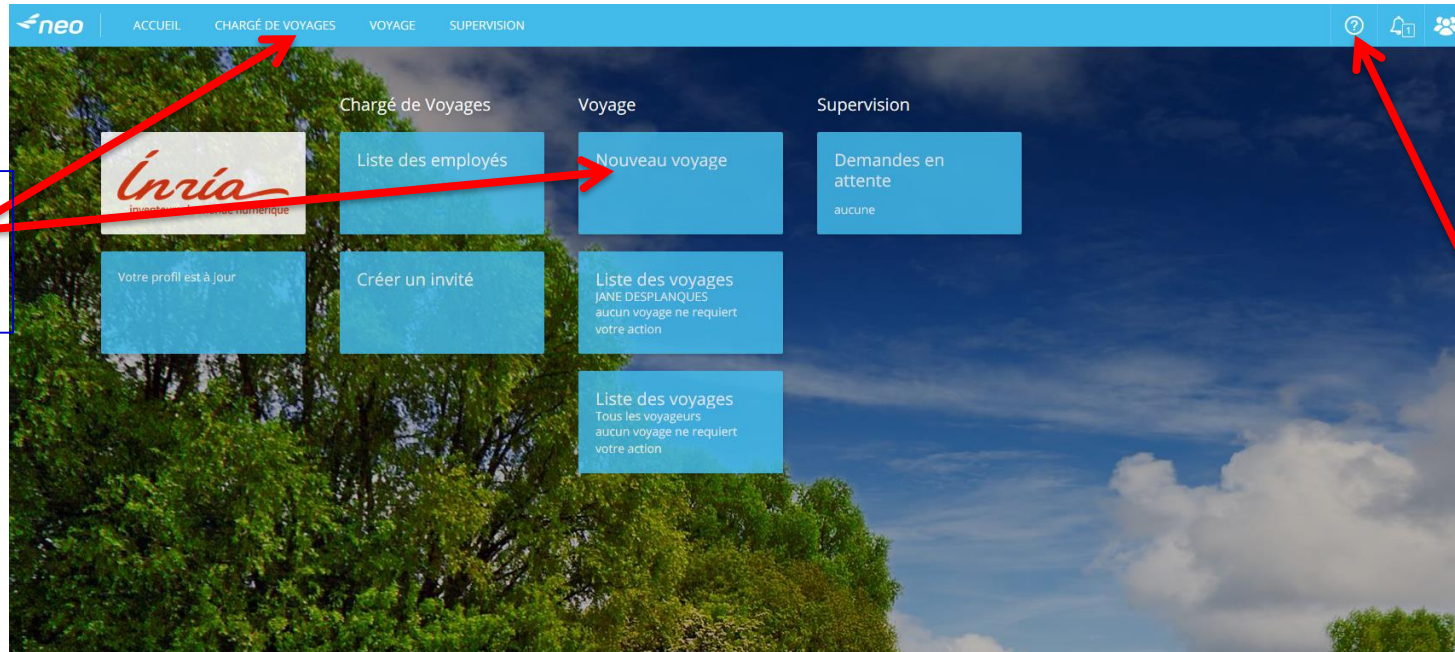 neo
ACCUEIL
CHARGÉ DE VOYAGES
VOYAGE
SUPERVISION
1
Chargé de Voyages
Voyage
Supervision
Inria
numérique
Liste des employés
Nouveau voyage
Demandes en
attente
aucune
Votre profil est à jour
Créer un invité
Liste des voyages
JANE DESPLANQUES
aucun voyage ne requiert
votre action
Liste des voyages
Tous les voyageurs
aucun voyage ne requiert
votre action